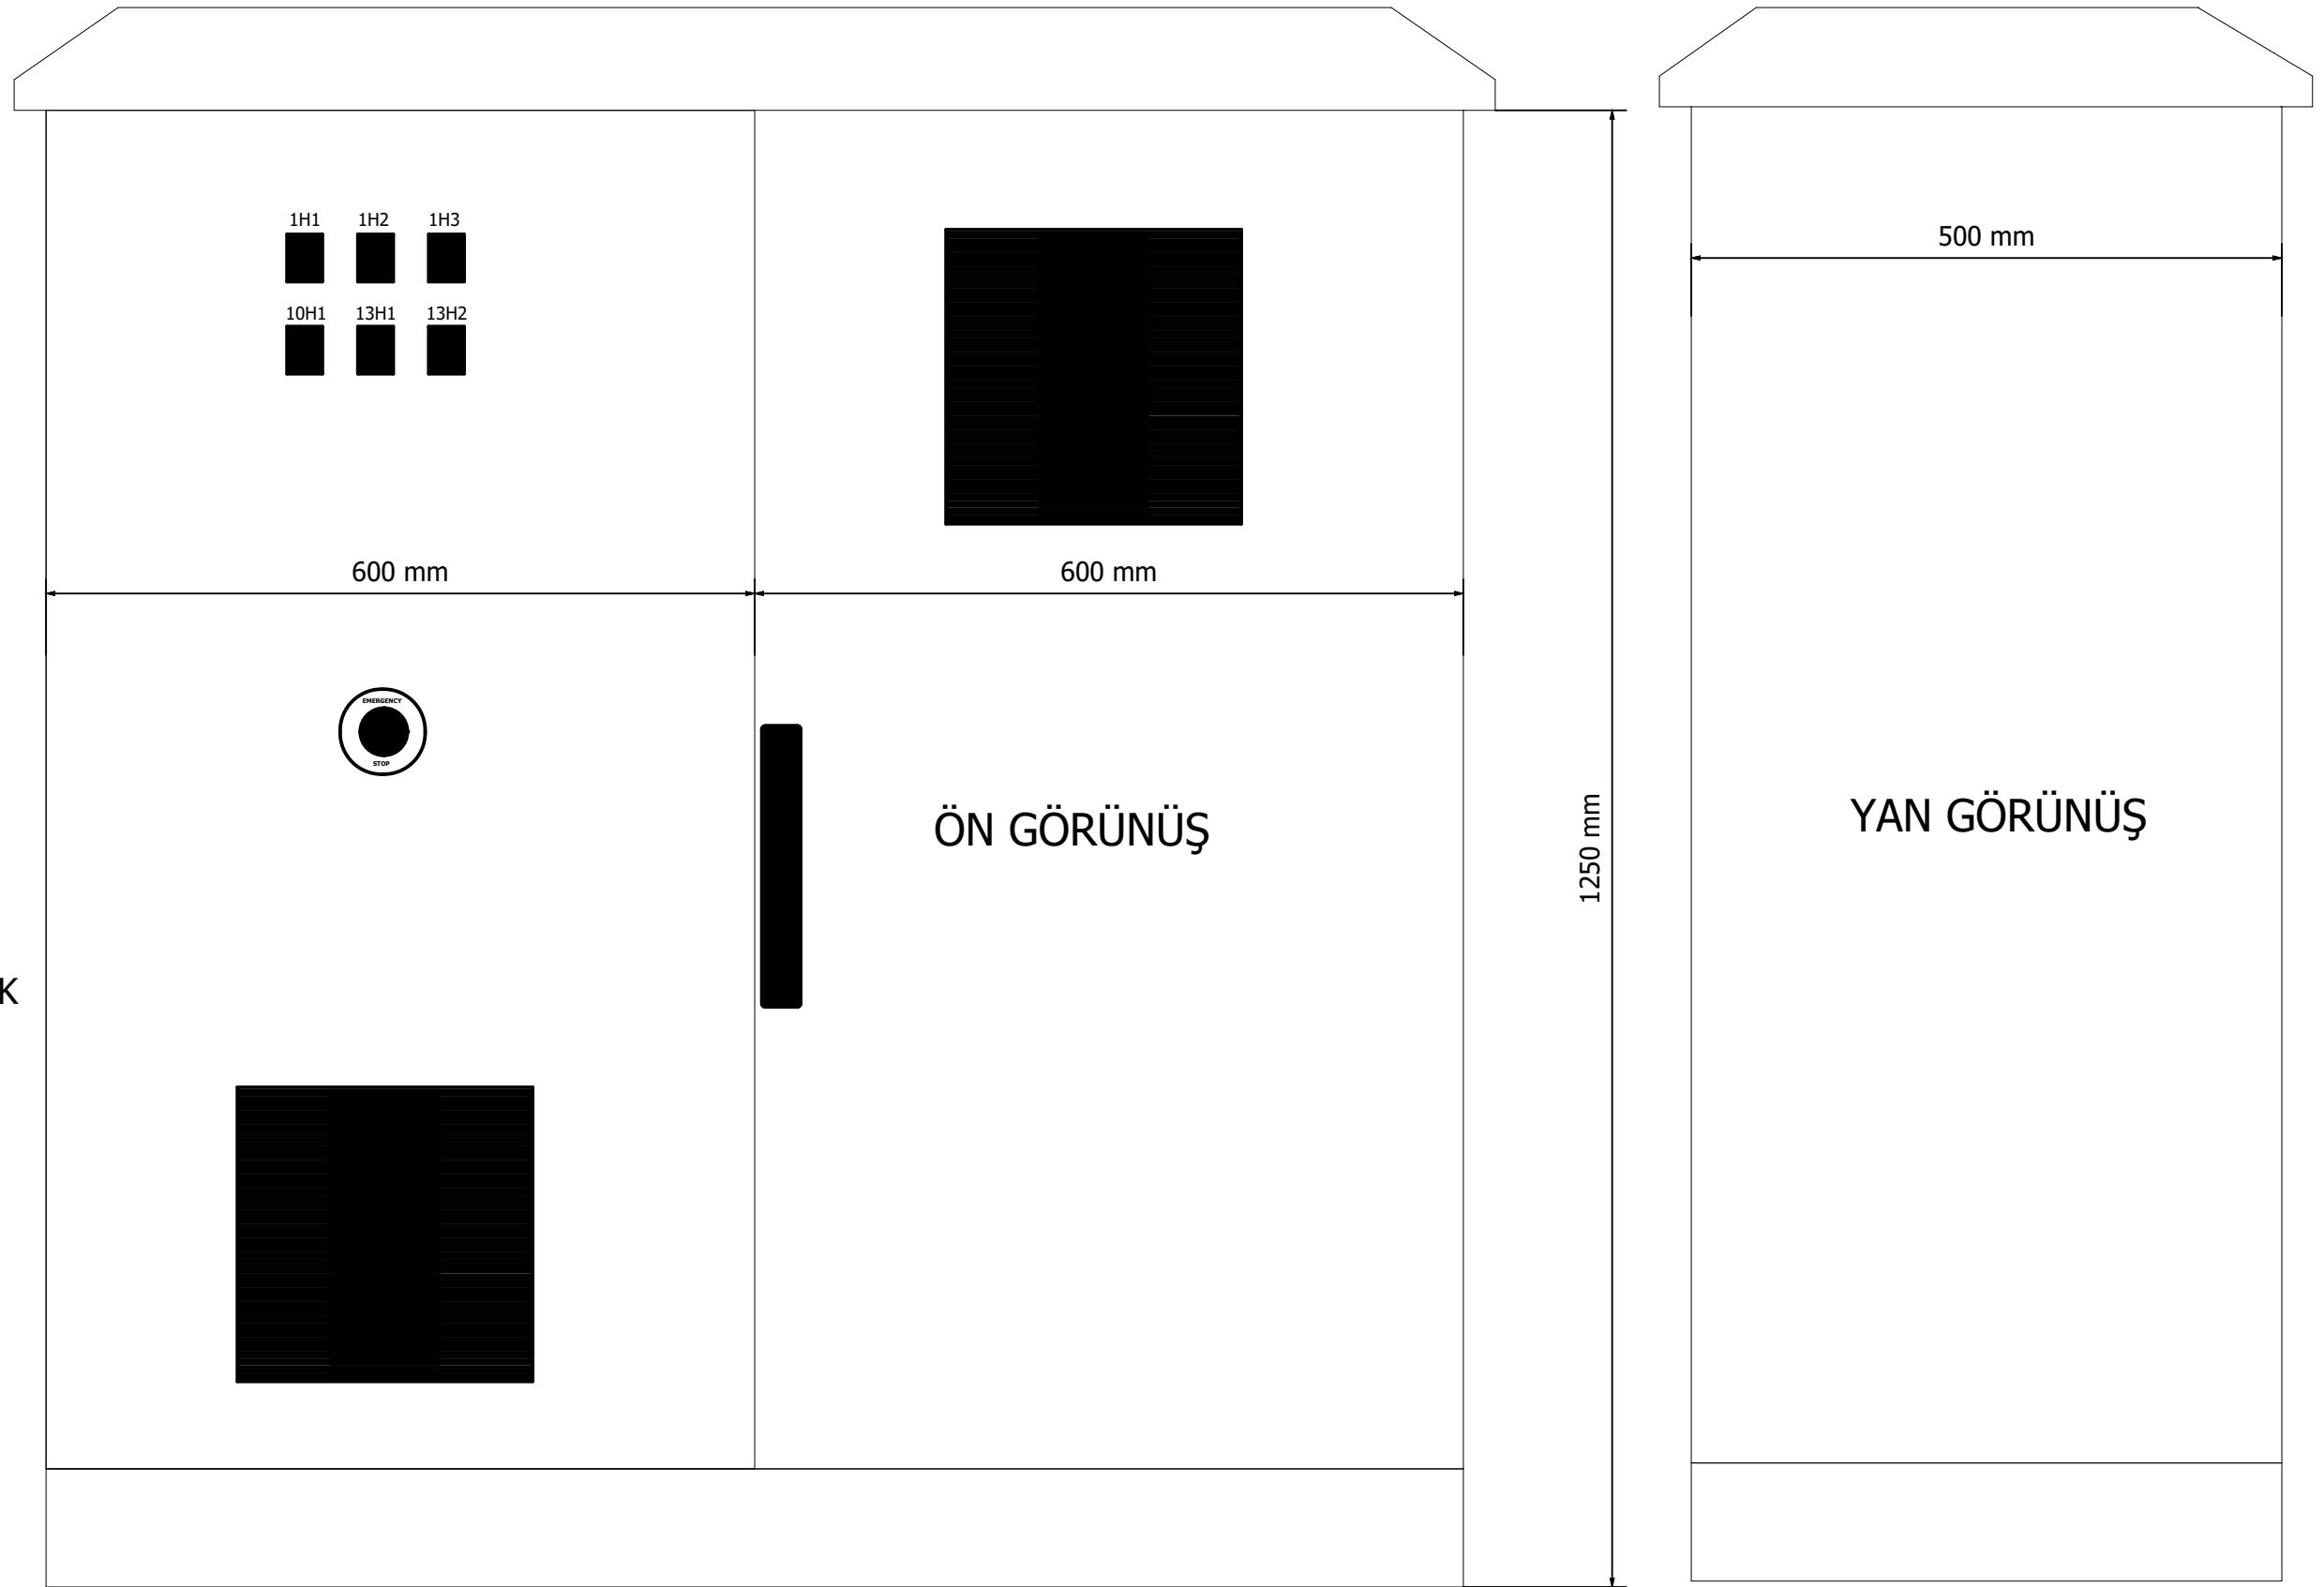 1H1 1H2 1H3
10H1 13H1 13H2
500 mm
600 mm 600 mm
EMERGENCY
STOP
ÖN GÖRÜNÜŞ
1250 mm
YAN GÖRÜNÜŞ
K